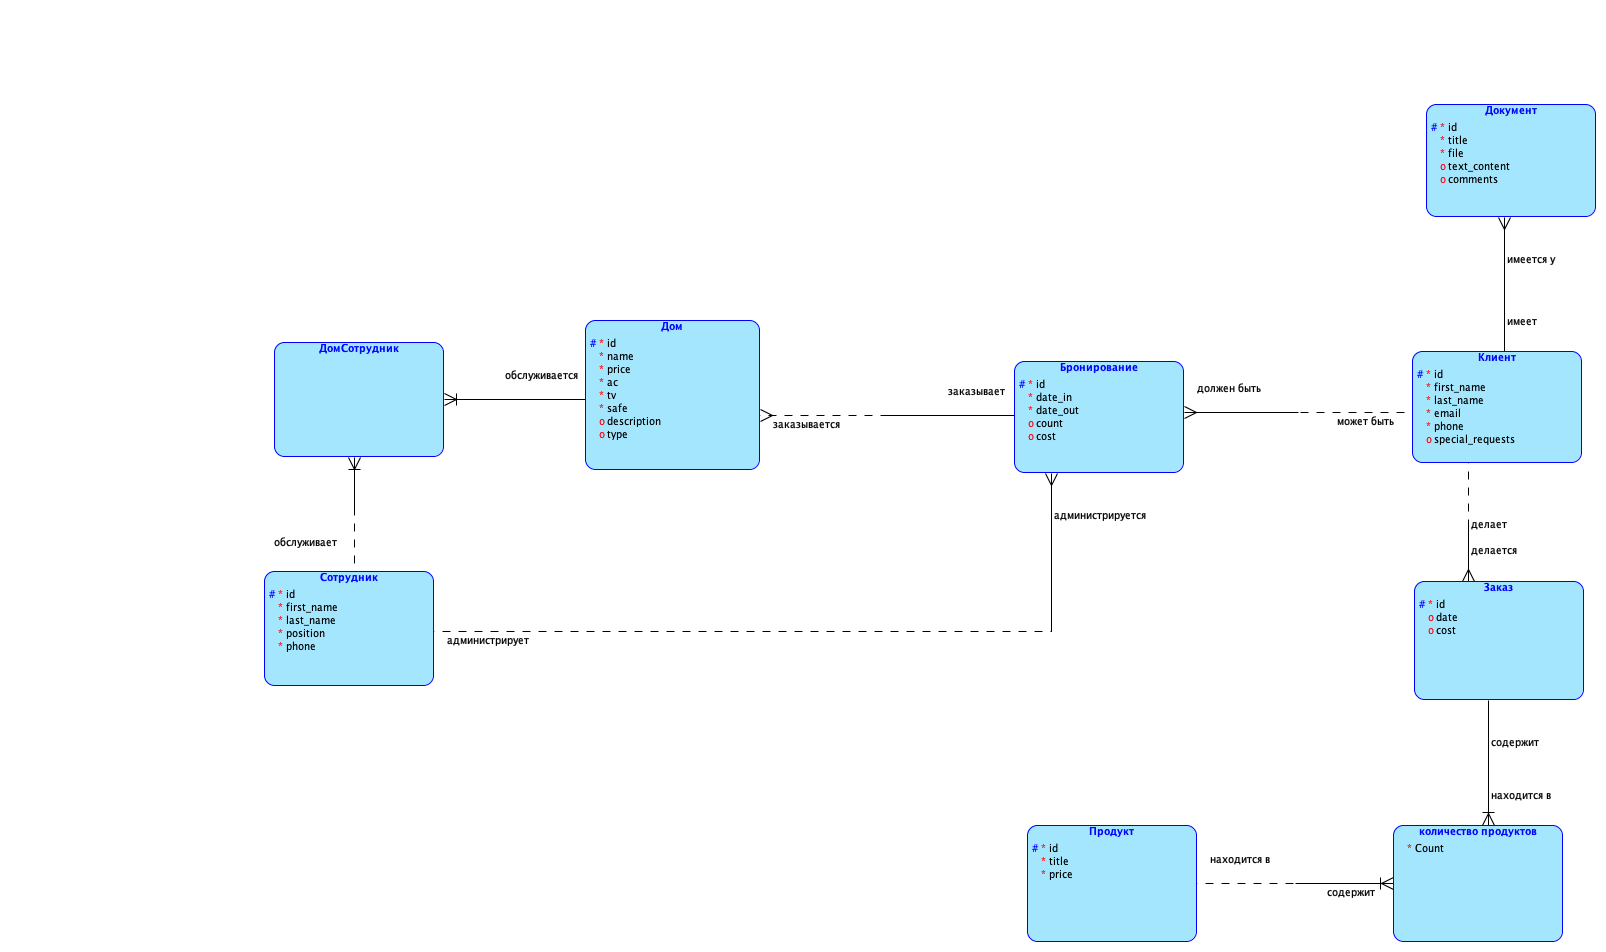 Документ
# * id
* title
* file
o text_content
o comments
имеется у
имеет
Клиент
# * id
* first_name
* last_name
* email
* phone
o special_requests
должен быть
может быть
Бронирование
# * id
* date_in
* date_out
o count
o cost
заказывает
заказывается
Дом
# * id
* name
* price
* ac
* tv
* safe
o description
o type
обслуживается
ДомСотрудник
обслуживает
Сотрудник
# * id
* first_name
* last_name
* position
* phone
администрирует
администрируется
делает
делается
Заказ
# * id
o date
o cost
содержит
находится в
количество продуктов
* Count
находится в
содержит
Продукт
# * id
* title
* price